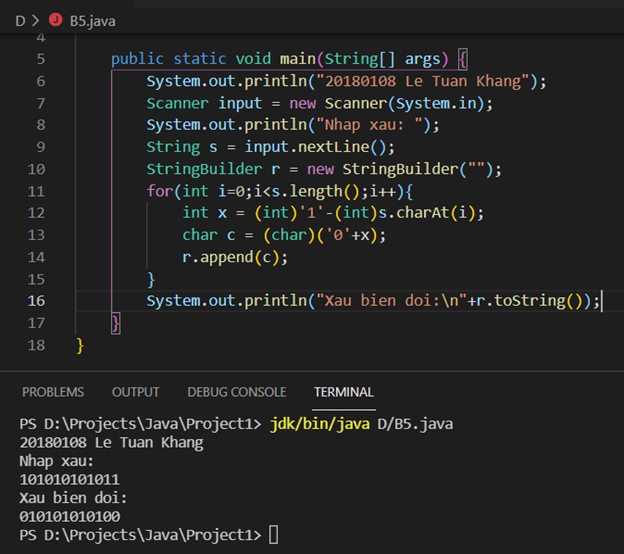 D > J B5.java
4
5 public static void main(String[] args) {
6 System.out.println("20180108 Le Tuan Khang");
7 Scanner input = new Scanner(System.in);
8 System.out.println("Nhap xau: ");
9 String s = input.nextLine();
10 StringBuilder r = new StringBuilder("");
11 for(int i=0;i<s.length();i++){
12 int x = (int)'1'-(int)s.charAt(i);
13 char c = (char)('0'+x);
14 r.append(c);
15 }
16 System.out.println("Xau bien doi:\n"+r.toString());
17 }
18 }
PROBLEMS OUTPUT DEBUG CONSOLE TERMINAL
PS D:\Projects\Java\Project1> jdk/bin/java D/B5.java
20180108 Le Tuan Khang
Nhap xau:
101010101011
Xau bien doi:
010101010100
PS D:\Projects\Java\Project1>